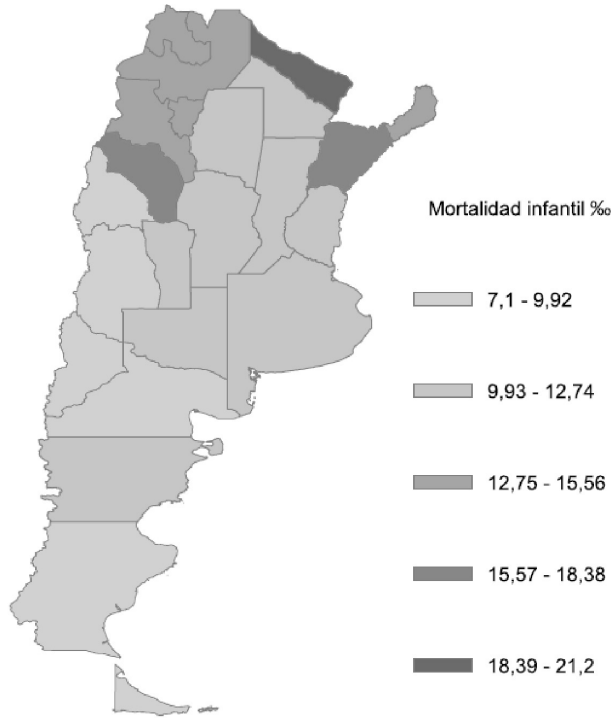 Mortalidad infantil ‰
7,1 - 9,92
9,93 - 12,74
12,75 - 15,56
15,57 - 18,38
18,39 - 21,2